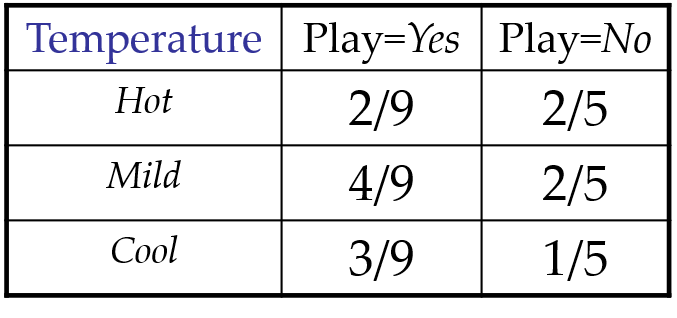 Temperature Play=Yes Play=No
Hot 2/9 2/5
Mild 4/9 2/5
Cool 3/9 1/5